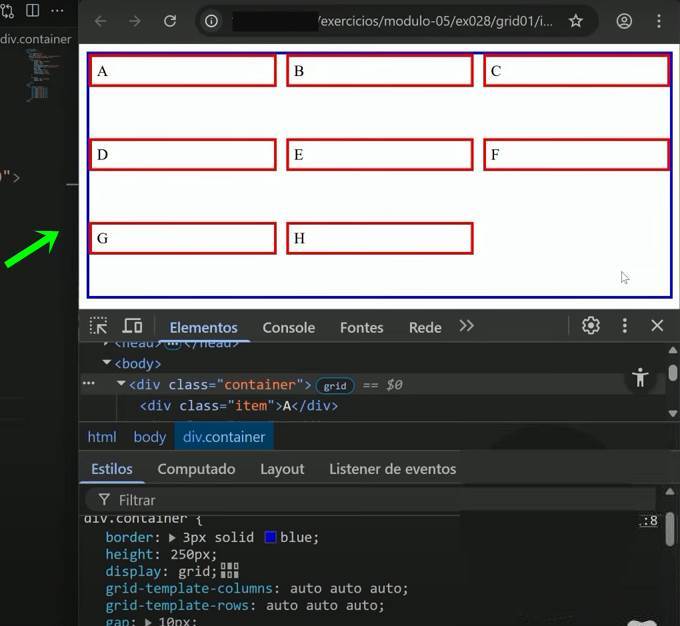 div.container
/exercicios/modulo-05/ex028/grid01/i...
">
A B C
D E F
G H
Elementos Console Fontes Rede
<head> ··· </head>
<body>
··· <div class="container"> grid == $0
<div class="item">A</div>
html body div.container
Estilos Computado Layout Listener de eventos
Filtrar
div.container { :8
border: 3px solid blue;
height: 250px;
display: grid;
grid-template-columns: auto auto auto;
grid-template-rows: auto auto auto;
gap: 10px;